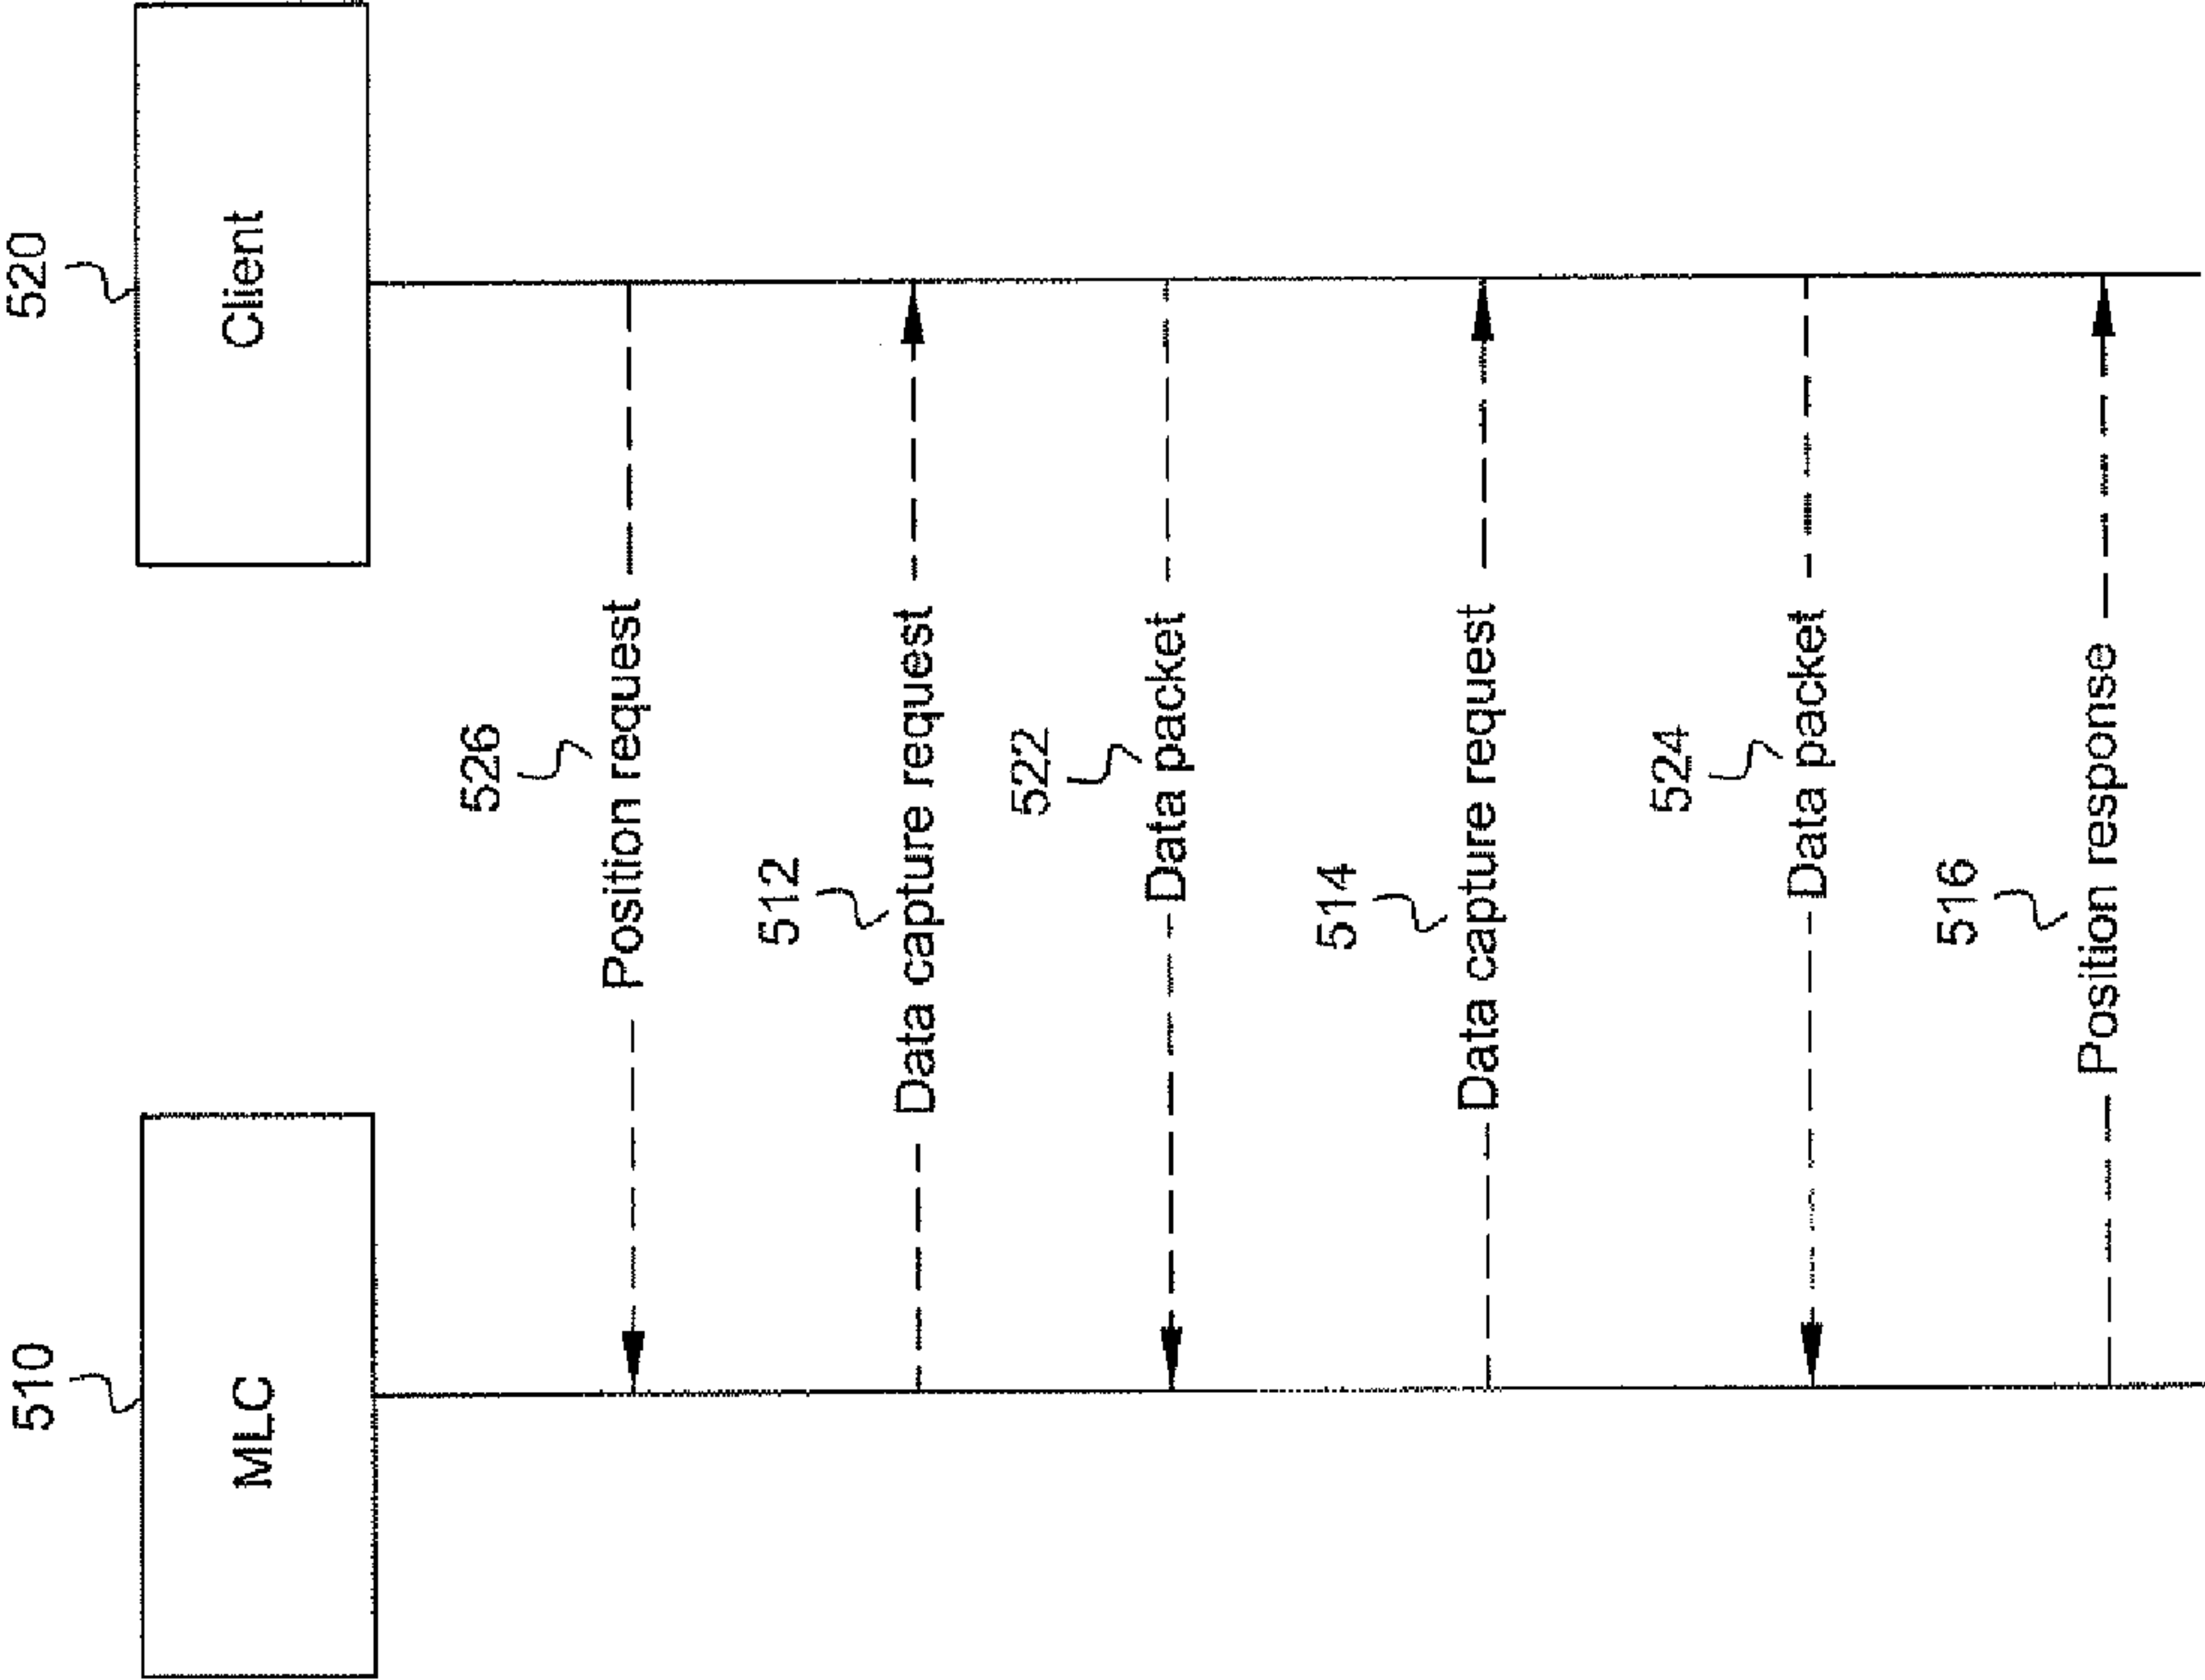 510
MLC
520
Client
526
Position request
512
Data capture request
522
Data packet
514
Data capture request
524
Data packet
516
Position response